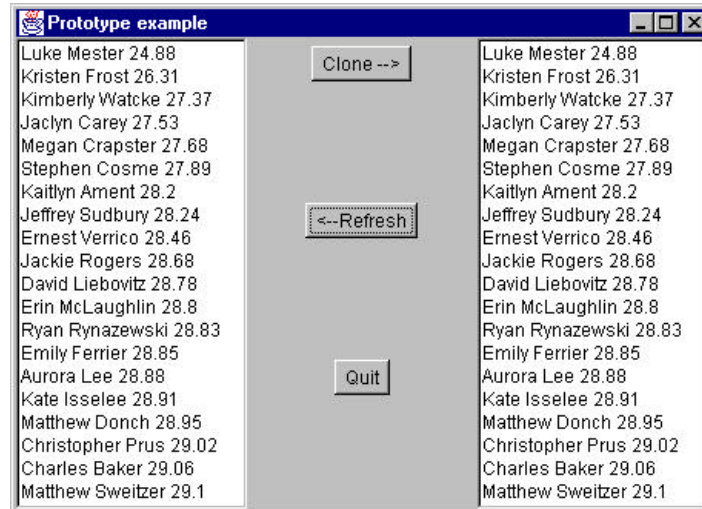 Prototype example
Luke Mester 24.88
Kristen Frost 26.31
Kimberly Watcke 27.37
Jaclyn Carey 27.53
Megan Crapster 27.68
Stephen Cosme 27.89
Kaitlyn Ament 28.2
Jeffrey Sudbury 28.24
Ernest Verrico 28.46
Jackie Rogers 28.68
David Liebovitz 28.78
Erin McLaughlin 28.8
Ryan Rynazewski 28.83
Emily Ferrier 28.85
Aurora Lee 28.88
Kate Isselee 28.91
Matthew Donch 28.95
Christopher Prus 29.02
Charles Baker 29.06
Matthew Sweitzer 29.1
Clone -->
<--Refresh
Quit
Luke Mester 24.88
Kristen Frost 26.31
Kimberly Watcke 27.37
Jaclyn Carey 27.53
Megan Crapster 27.68
Stephen Cosme 27.89
Kaitlyn Ament 28.2
Jeffrey Sudbury 28.24
Ernest Verrico 28.46
Jackie Rogers 28.68
David Liebovitz 28.78
Erin McLaughlin 28.8
Ryan Rynazewski 28.83
Emily Ferrier 28.85
Aurora Lee 28.88
Kate Isselee 28.91
Matthew Donch 28.95
Christopher Prus 29.02
Charles Baker 29.06
Matthew Sweitzer 29.1